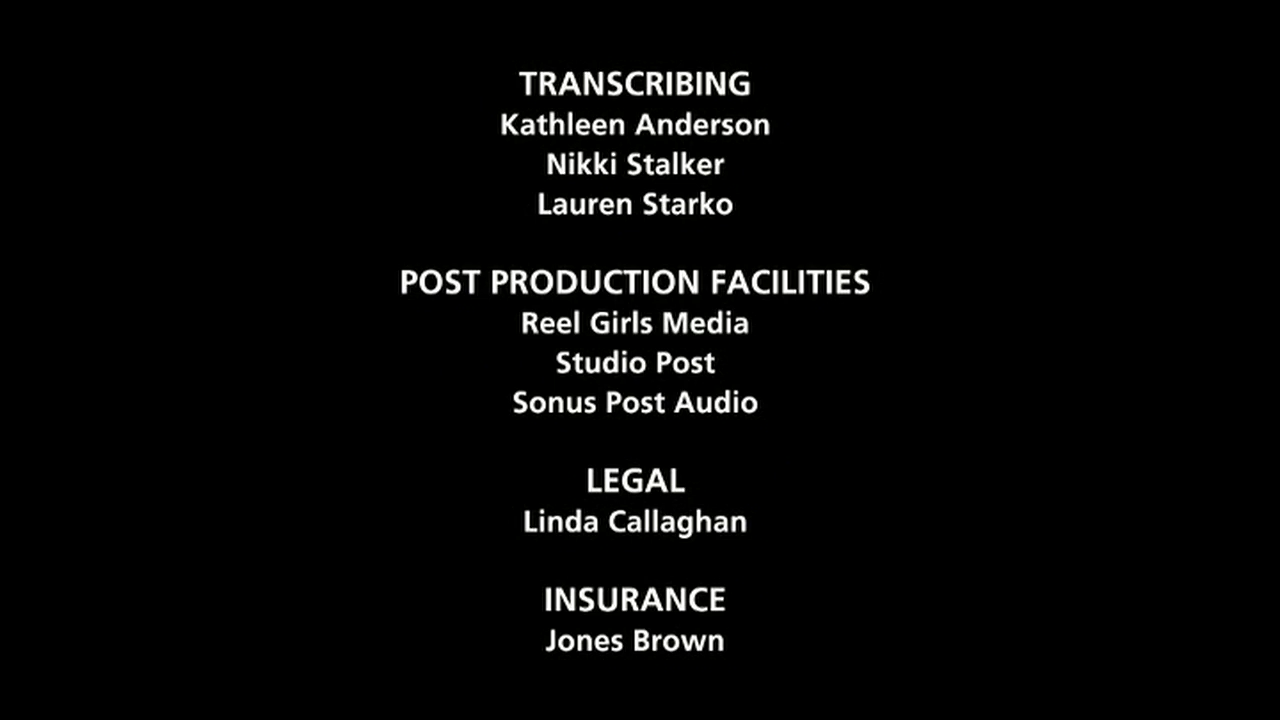 TRANSCRIBING
Kathleen Anderson
Nikki Stalker
Lauren Starko
POST PRODUCTION FACILITIES
Reel Girls Media
Studio Post
Sonus Post Audio
LEGAL
Linda Callaghan
INSURANCE
Jones Brown